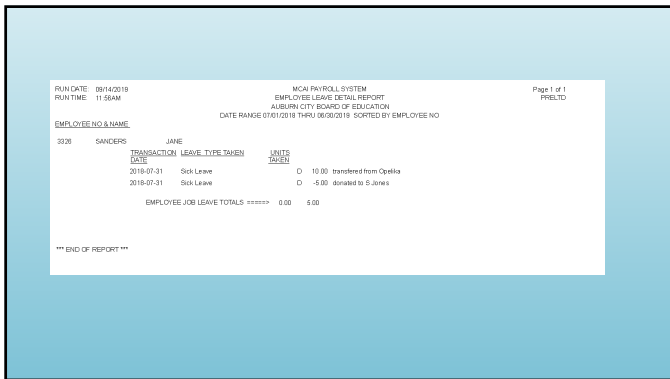 RUN DATE: 09/14/2019 MCAI PAYROLL SYSTEM Page 1 of 1
RUN TIME: 11:56AM EMPLOYEE LEAVE DETAIL REPORT PRELTD
AUBURN CITY BOARD OF EDUCATION
DATE RANGE 07/01/2018 THRU 06/30/2019 SORTED BY EMPLOYEE NO
EMPLOYEE NO & NAME
3326 SANDERS JANE
TRANSACTION LEAVE TYPE TAKEN UNITS
DATE TAKEN
2018-07-31 Sick Leave D 10.00 transfered from Opelika
2018-07-31 Sick Leave D -5.00 donated to S Jones
EMPLOYEE JOB LEAVE TOTALS =====> 0.00 5.00
*** END OF REPORT ***